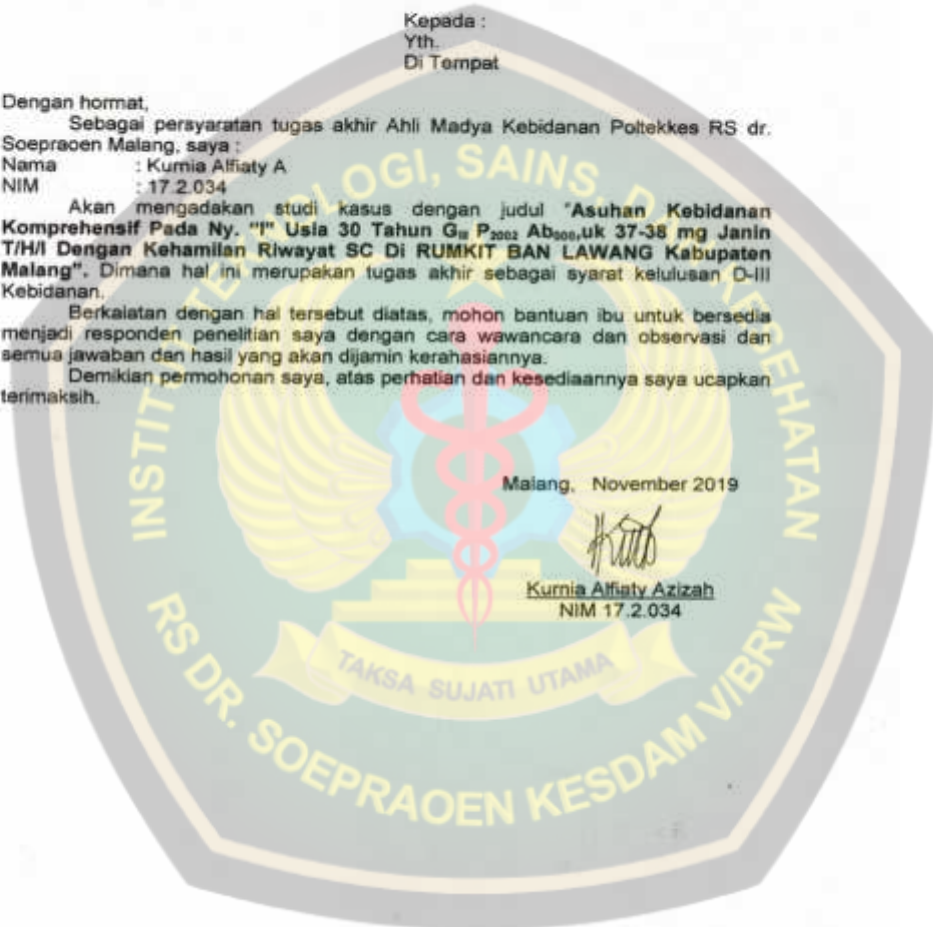 Kepada :
Yth.
Di Tempat
Dengan hormat,
Sebagai persyaratan tugas akhir Ahli Madya Kebidanan Poltekkes RS dr.
Soepraoen Malang, saya :
Nama : Kurnia Alfiaty A
NIM : 17.2.034
Akan mengadakan studi kasus dengan judul "Asuhan Kebidanan
Komprehensif Pada Ny. "I" Usia 30 Tahun GIII P2002 Ab000,uk 37-38 mg Janin
T/H/I Dengan Kehamilan Riwayat SC Di RUMKIT BAN LAWANG Kabupaten
Malang". Dimana hal ini merupakan tugas akhir sebagai syarat kelulusan D-III
Kebidanan.
Berkaiatan dengan hal tersebut diatas, mohon bantuan ibu untuk bersedia
menjadi responden penelitian saya dengan cara wawancara dan observasi dan
semua jawaban dan hasil yang akan dijamin kerahasiannya.
Demikian permohonan saya, atas perhatian dan kesediaannya saya ucapkan
terimaksih.
Malang, November 2019
Kurnia Alfiaty Azizah
NIM 17.2.034
INSTITUT TEKNOLOGI, SAINS, DAN KESEHATAN
RS DR. SOEPRAOEN KESDAM V/BRW
TAKSA SUJATI UTAMA